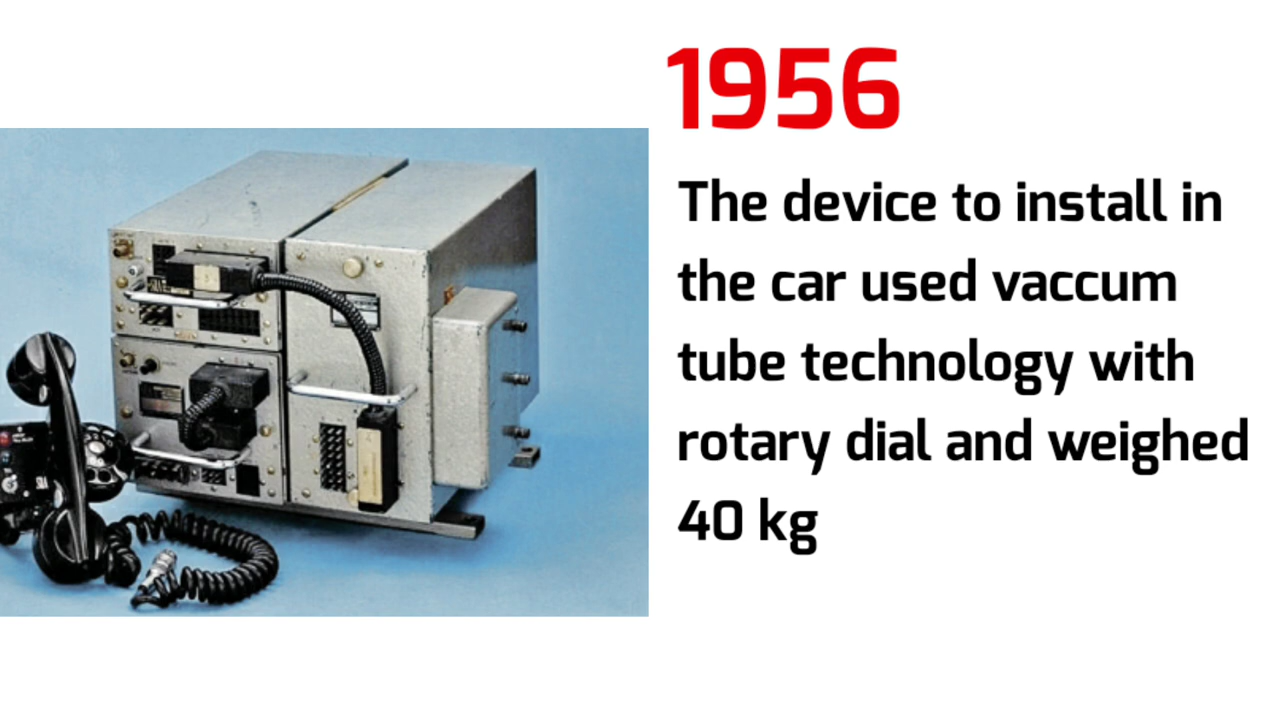 1956
The device to install in
the car used vaccum
tube technology with
rotary dial and weighed
40 kg